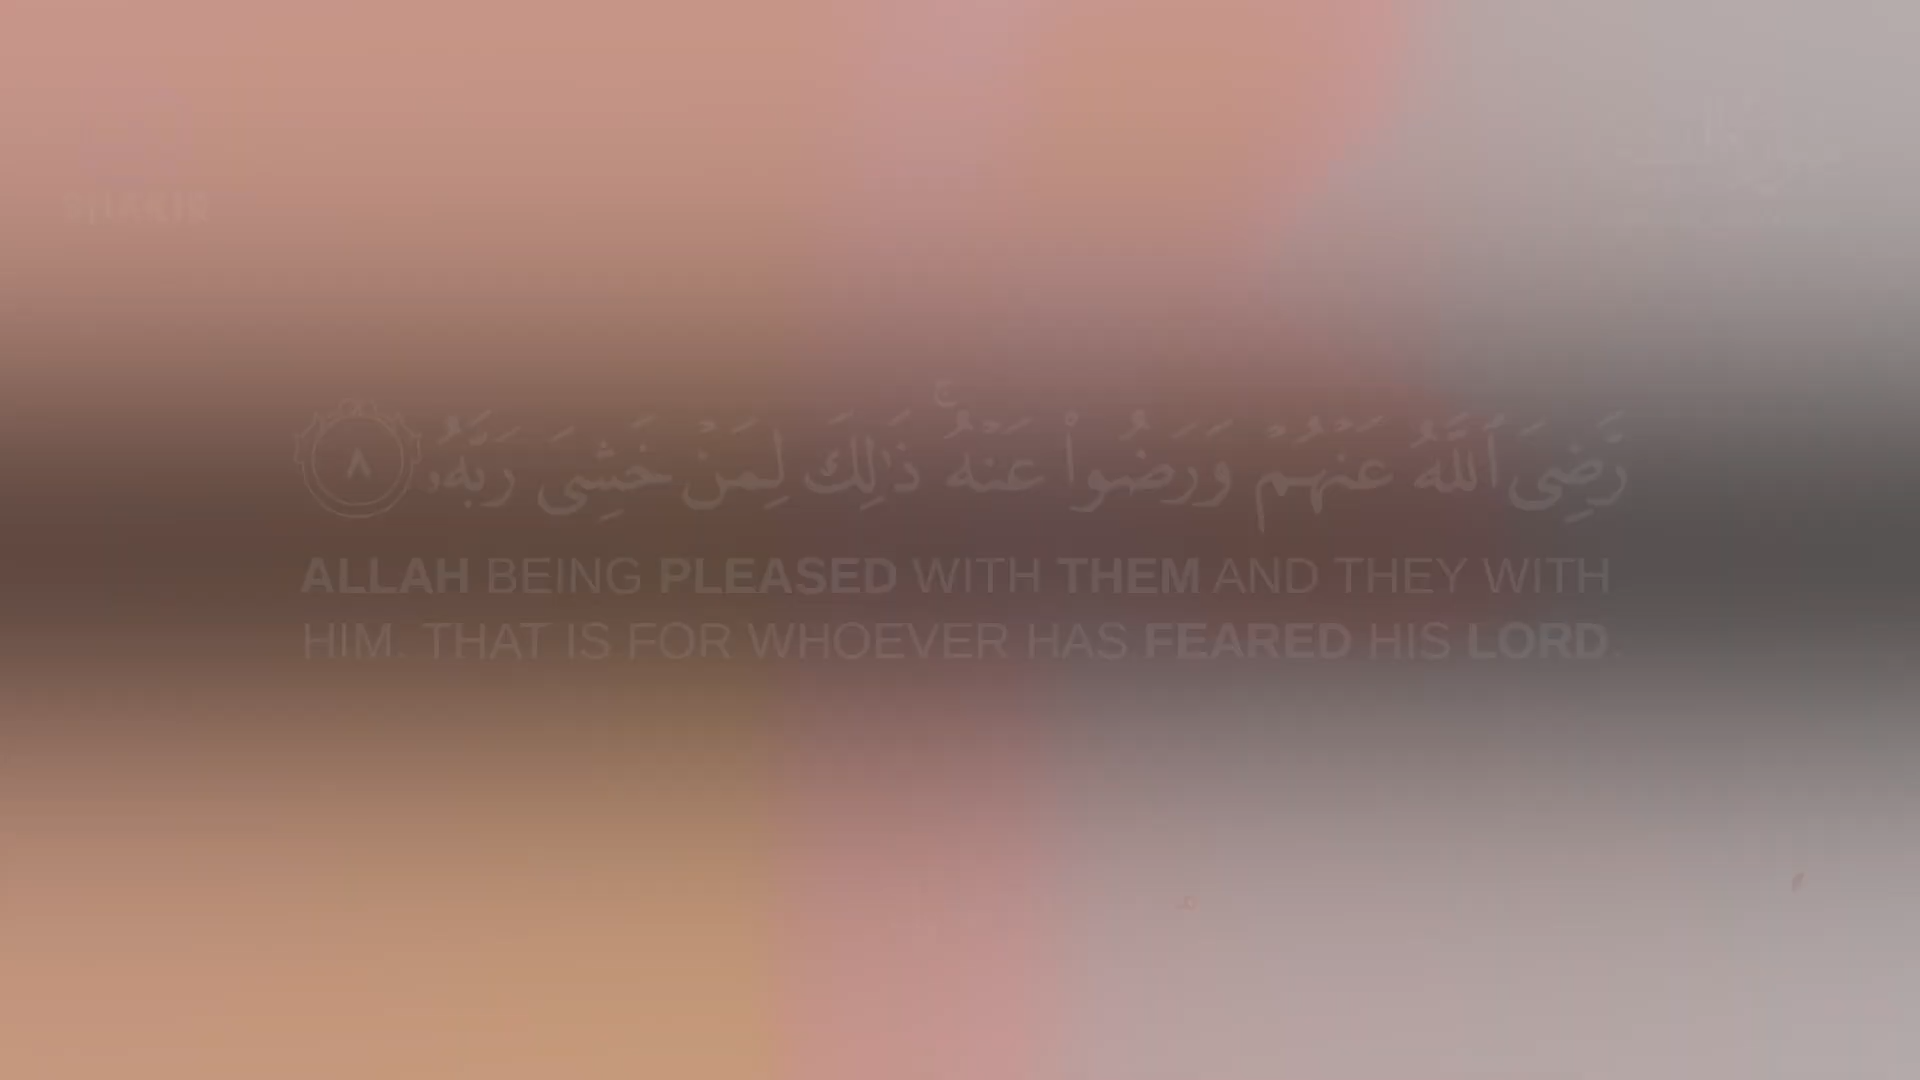 رَّضِىَ ٱللَّهُ عَنْهُمْ وَرَضُوا۟ عَنْهُ ۚ ذَٰلِكَ لِمَنْ خَشِىَ رَبَّهُۥ ٨
ALLAH BEING PLEASED WITH THEM AND THEY WITH
HIM. THAT IS FOR WHOEVER HAS FEARED HIS LORD.